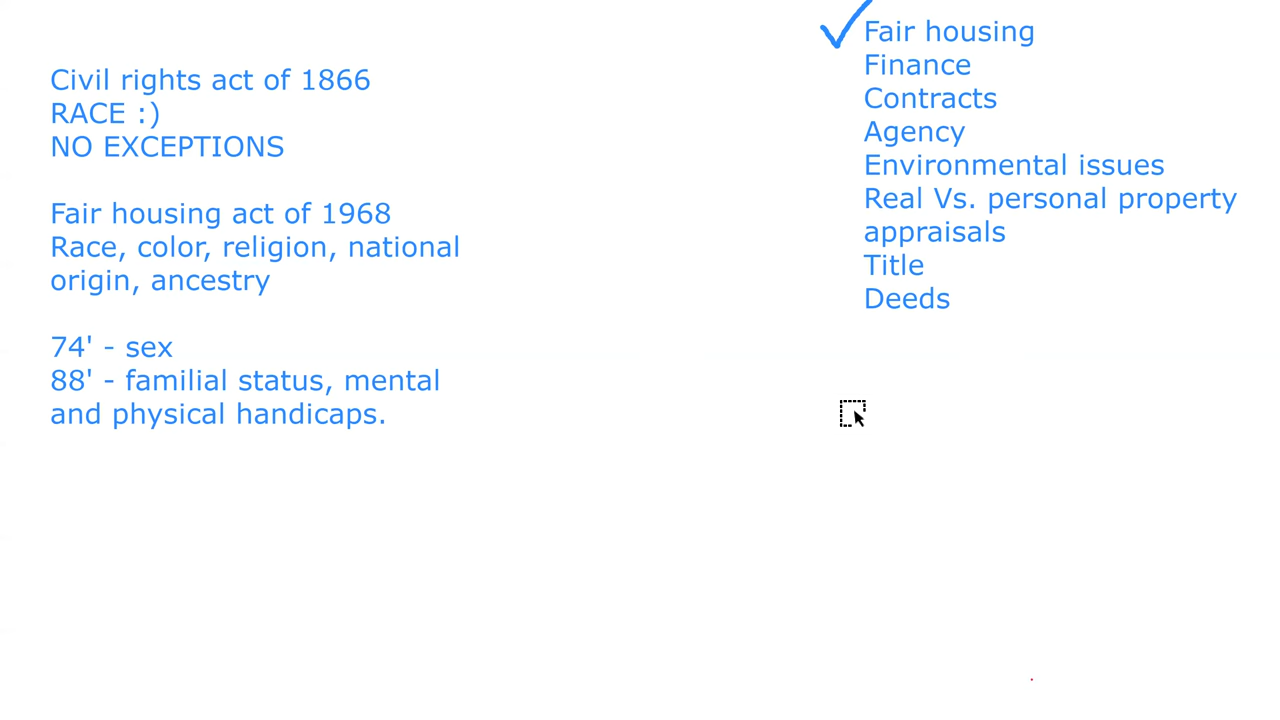 Civil rights act of 1866
RACE :)
NO EXCEPTIONS
Fair housing act of 1968
Race, color, religion, national
origin, ancestry
74' - sex
88' - familial status, mental
and physical handicaps.
Fair housing
Finance
Contracts
Agency
Environmental issues
Real Vs. personal property
appraisals
Title
Deeds